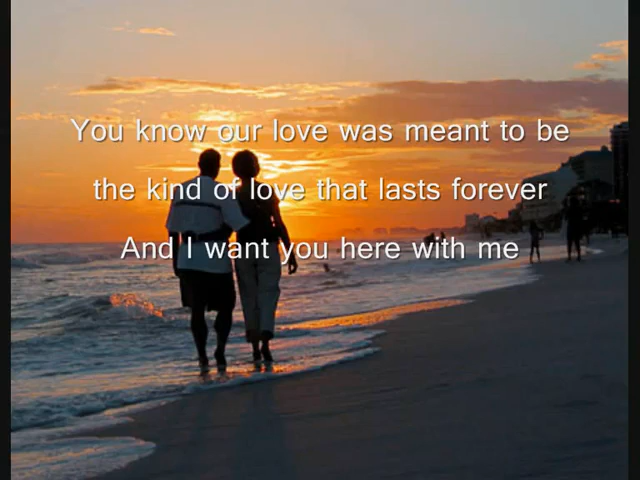 You know our love was meant to be
the kind of love that lasts forever
And I want you here with me